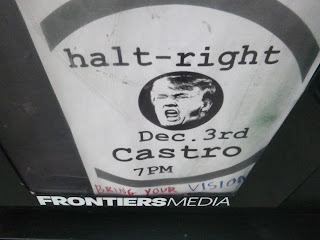 halt-right
Dec. 3rd
Castro
7PM
BRING YOUR VISION
FRONTIERSMEDIA